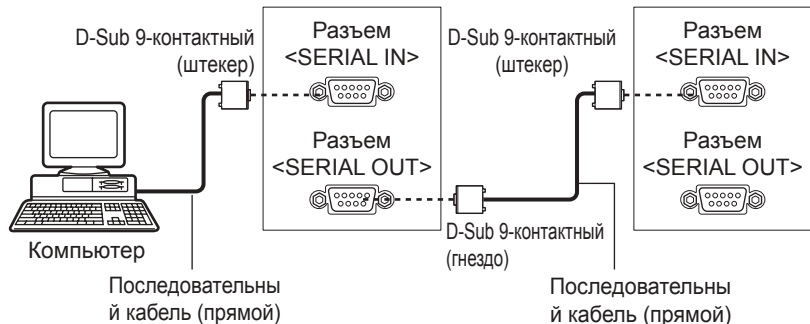 D-Sub 9-контактный
(штекер)
Разъем
<SERIAL IN>
D-Sub 9-контактный
(штекер)
Разъем
<SERIAL IN>
Разъем
<SERIAL OUT>
Разъем
<SERIAL OUT>
Компьютер
D-Sub 9-контактный
(гнездо)
Последовательны
й кабель (прямой)
Последовательны
й кабель (прямой)